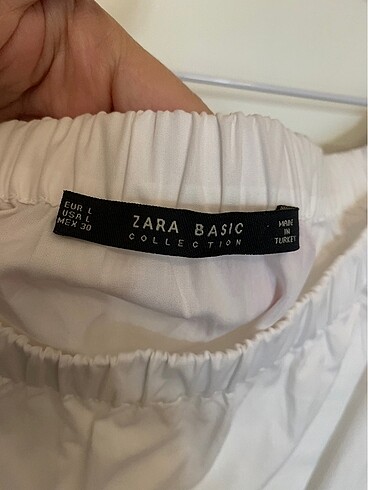 EUR L
USA L
MEX 30
ZARA BASIC
COLLECTION
MADE
IN
TURKEY